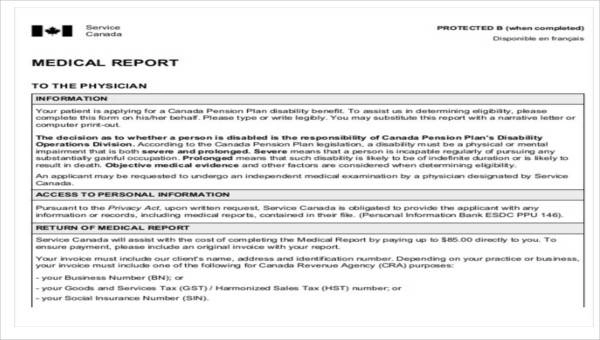 Service
Canada
PROTECTED B (when completed)
Disponible en français
MEDICAL REPORT
TO THE PHYSICIAN
INFORMATION
Your patient is applying for a Canada Pension Plan disability benefit. To assist us in determining eligibility, please
complete this form on his/her behalf. Please type or write legibly. You may substitute this report with a narrative letter or
computer print-out.
The decision as to whether a person is disabled is the responsibility of Canada Pension Plan's Disability
Operations Division. According to the Canada Pension Plan legislation, a disability must be a physical or mental
impairment that is both severe and prolonged. Severe means that a person is incapable regularly of pursuing any
substantially gainful occupation. Prolonged means that such disability is likely to be of indefinite duration or is likely to
result in death. Objective medical evidence and other factors are considered when determining eligibility.
An applicant may be requested to undergo an independent medical examination by a physician designated by Service
Canada.
ACCESS TO PERSONAL INFORMATION
Pursuant to the Privacy Act, upon written request, Service Canada is obligated to provide the applicant with any
information or records, including medical reports, contained in their file. (Personal Information Bank ESDC PPU 146).
RETURN OF MEDICAL REPORT
Service Canada will assist with the cost of completing the Medical Report by paying up to $85.00 directly to you. To
ensure payment, please include an original invoice with your report.
Your invoice must include our client's name, address and identification number. Depending on your practice or business,
your invoice must include one of the following for Canada Revenue Agency (CRA) purposes:
- your Business Number (BN); or
- your Goods and Services Tax (GST) / Harmonized Sales Tax (HST) number; or
- your Social Insurance Number (SIN).